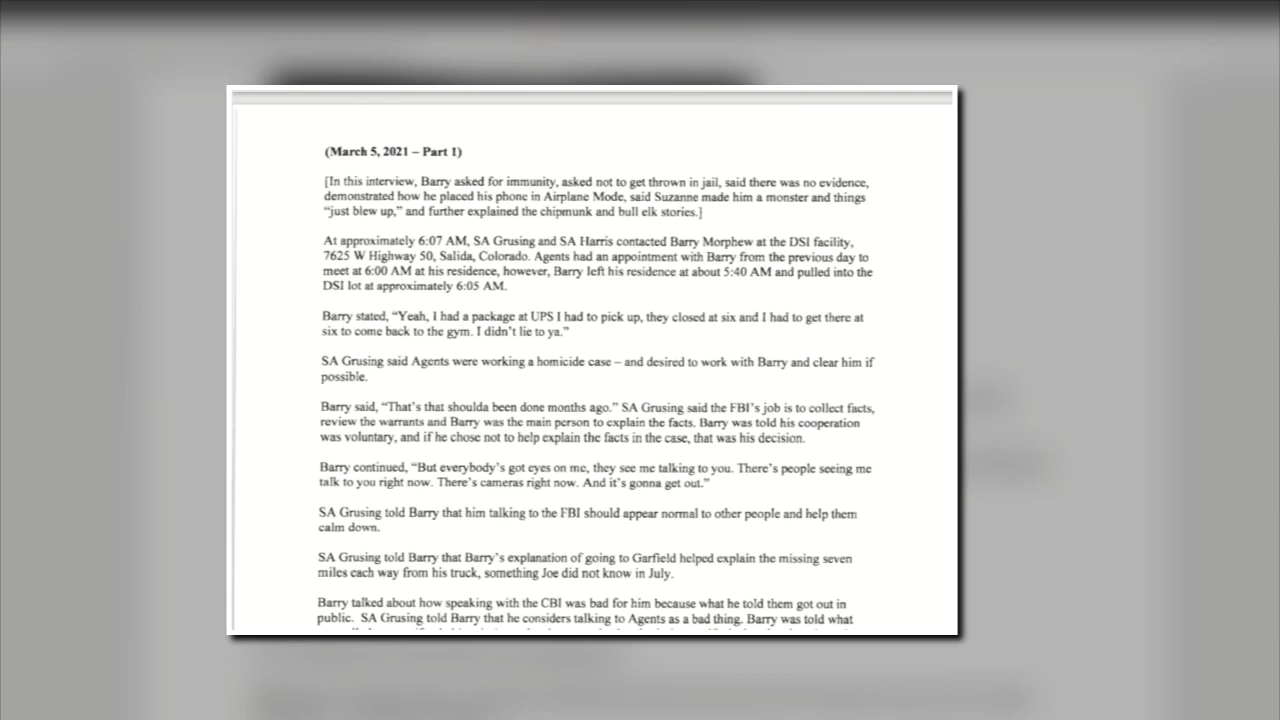 (March 5, 2021 – Part 1)
[In this interview, Barry asked for immunity, asked not to get thrown in jail, said there was no evidence,
demonstrated how he placed his phone in Airplane Mode, said Suzanne made him a monster and things
“just blew up,” and further explained the chipmunk and bull elk stories.]
At approximately 6:07 AM, SA Grusing and SA Harris contacted Barry Morphew at the DSI facility,
7625 W Highway 50, Salida, Colorado. Agents had an appointment with Barry from the previous day to
meet at 6:00 AM at his residence, however, Barry left his residence at about 5:40 AM and pulled into the
DSI lot at approximately 6:05 AM.
Barry stated, “Yeah, I had a package at UPS I had to pick up, they closed at six and I had to get there at
six to come back to the gym. I didn’t lie to ya.”
SA Grusing said Agents were working a homicide case – and desired to work with Barry and clear him if
possible.
Barry said, “That’s that shoulda been done months ago.” SA Grusing said the FBI’s job is to collect facts,
review the warrants and Barry was the main person to explain the facts. Barry was told his cooperation
was voluntary, and if he chose not to help explain the facts in the case, that was his decision.
Barry continued, “But everybody’s got eyes on me, they see me talking to you. There’s people seeing me
talk to you right now. There’s cameras right now. And it’s gonna get out.”
SA Grusing told Barry that him talking to the FBI should appear normal to other people and help them
calm down.
SA Grusing told Barry that Barry’s explanation of going to Garfield helped explain the missing seven
miles each way from his truck, something Joe did not know in July.
Barry talked about how speaking with the CBI was bad for him because what he told them got out in
public. SA Grusing told Barry that he considers talking to Agents as a bad thing. Barry was told what